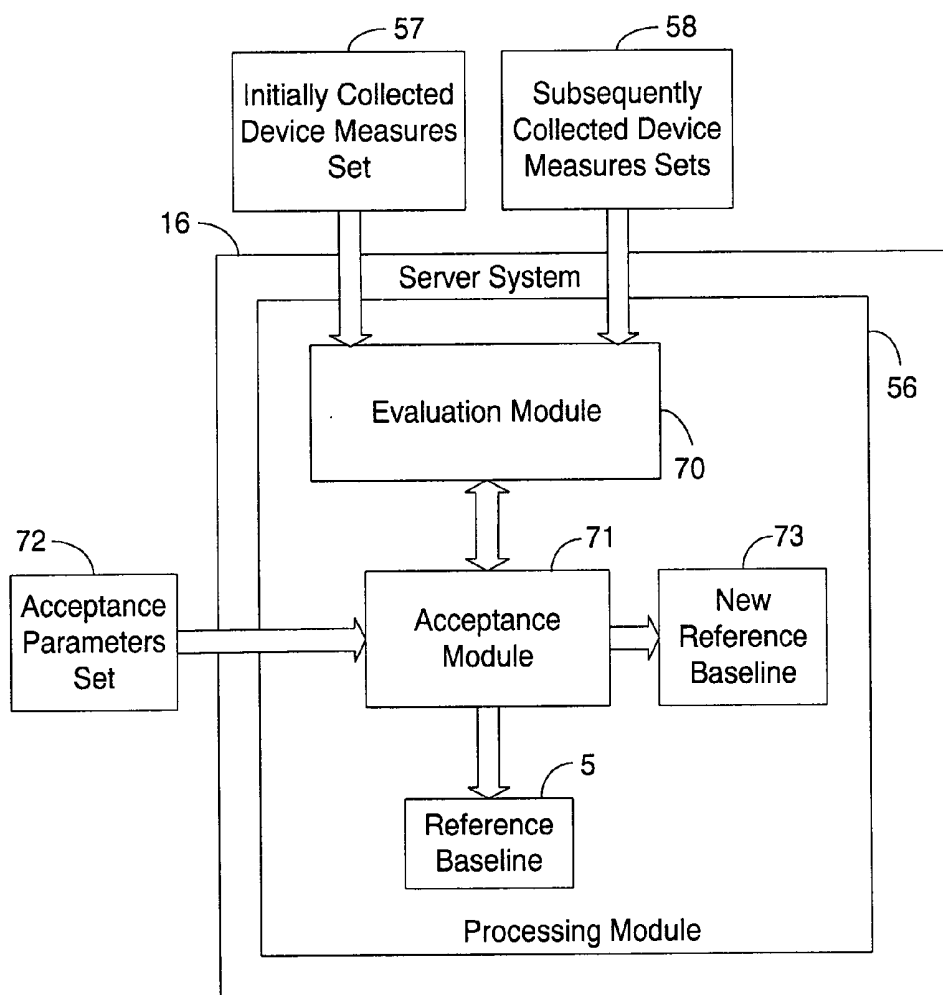 57
58
Initially Collected
Device Measures
Set
Subsequently
Collected Device
Measures Sets
16
Server System
56
Evaluation Module
70
72
71
73
Acceptance
Parameters
Set
Acceptance
Module
New
Reference
Baseline
5
Reference
Baseline
Processing Module